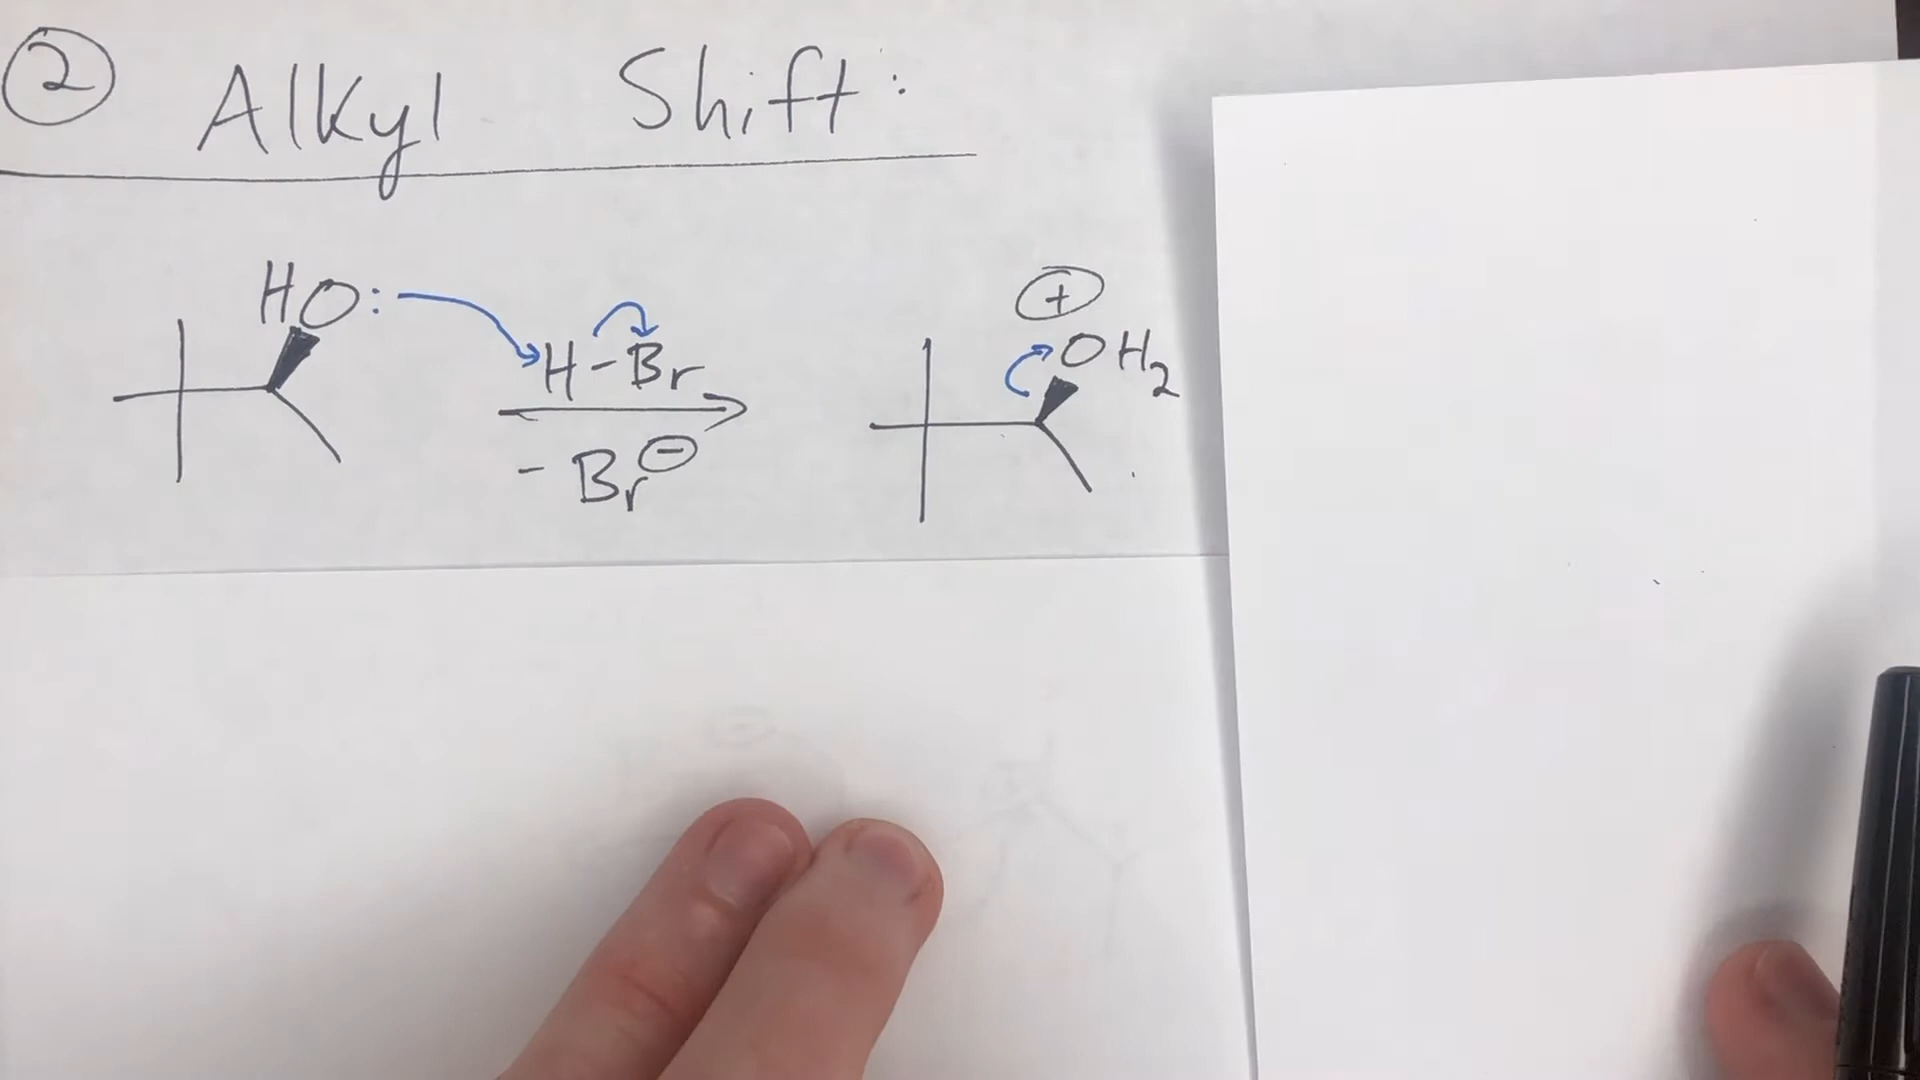 ② Alkyl Shift:
HO: H-Br ⊕
OH₂
- Br⊖